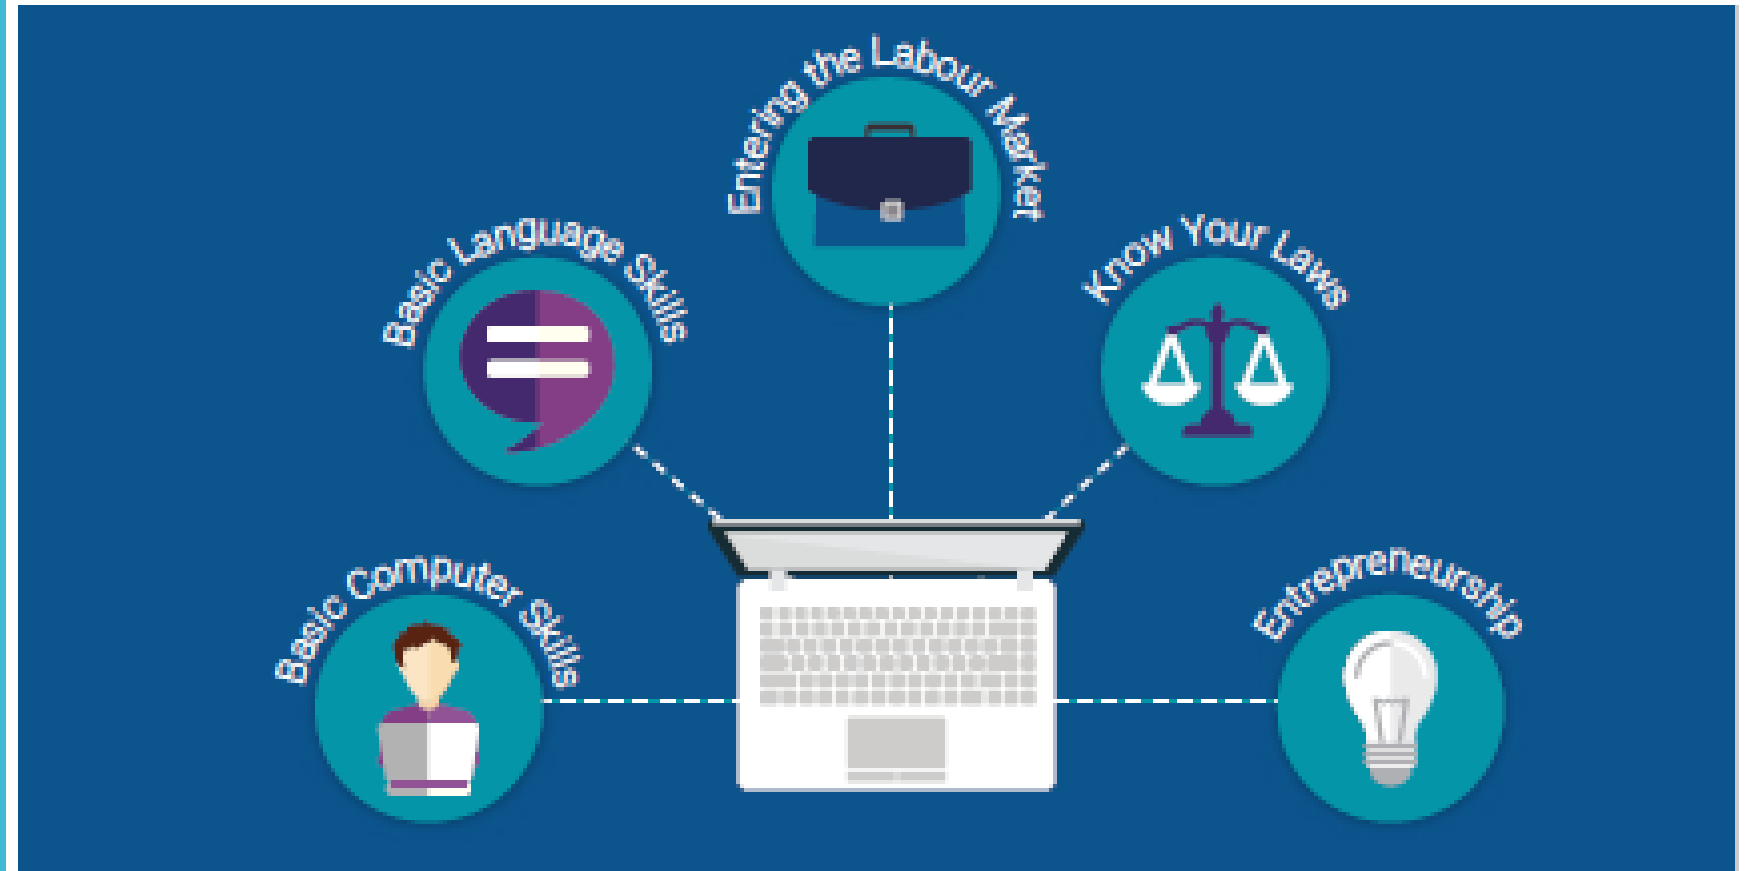 Entering the Labour Market
Basic Language Skills
Know Your Laws
Basic Computer Skills
Entrepreneurship